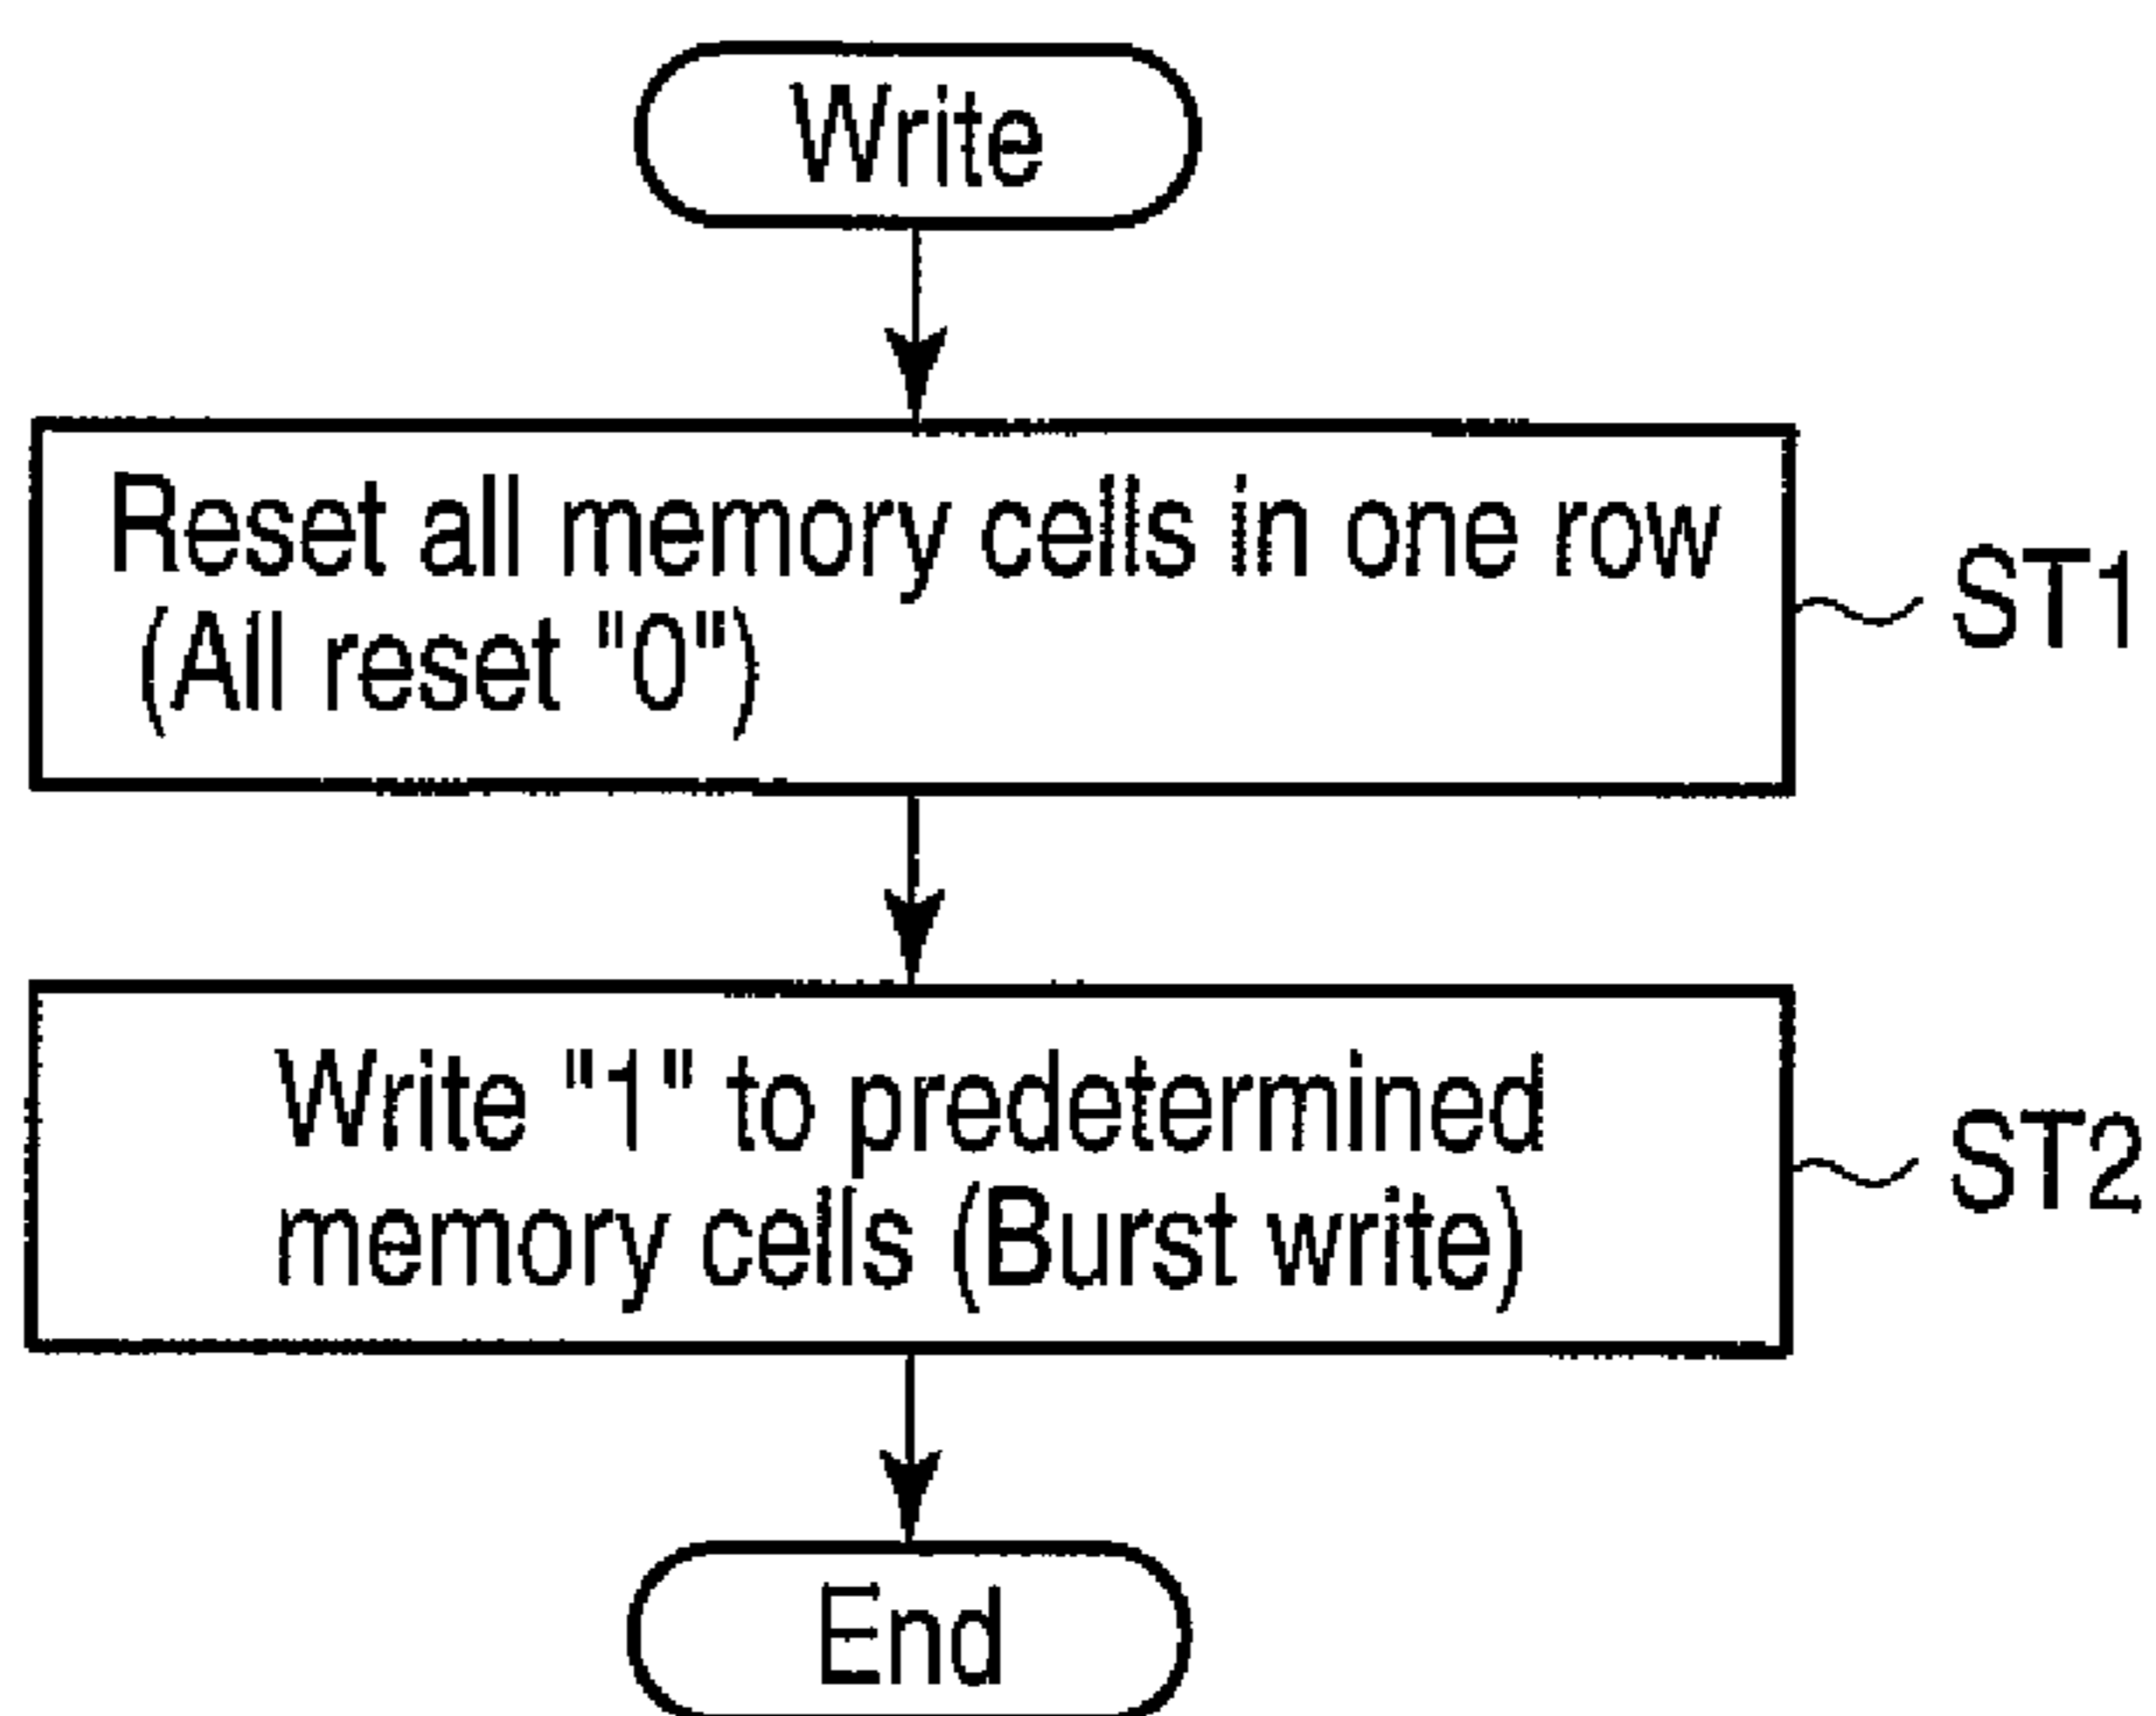 Write
Reset all memory cells in one row
(All reset "0")
ST1
Write "1" to predetermined
memory cells (Burst write)
ST2
End